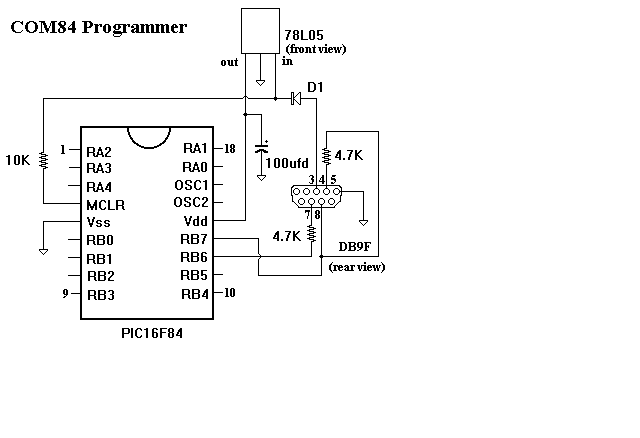 COM84 Programmer
78L05
(front view)
out
in
D1
10K
100ufd
4.7K
1
RA2
RA3
RA4
MCLR
Vss
RB0
RB1
RB2
9
RB3
RA1
18
RA0
OSC1
OSC2
Vdd
RB7
RB6
RB5
RB4
10
3 4 5
7 8
4.7K
DB9F
(rear view)
PIC16F84